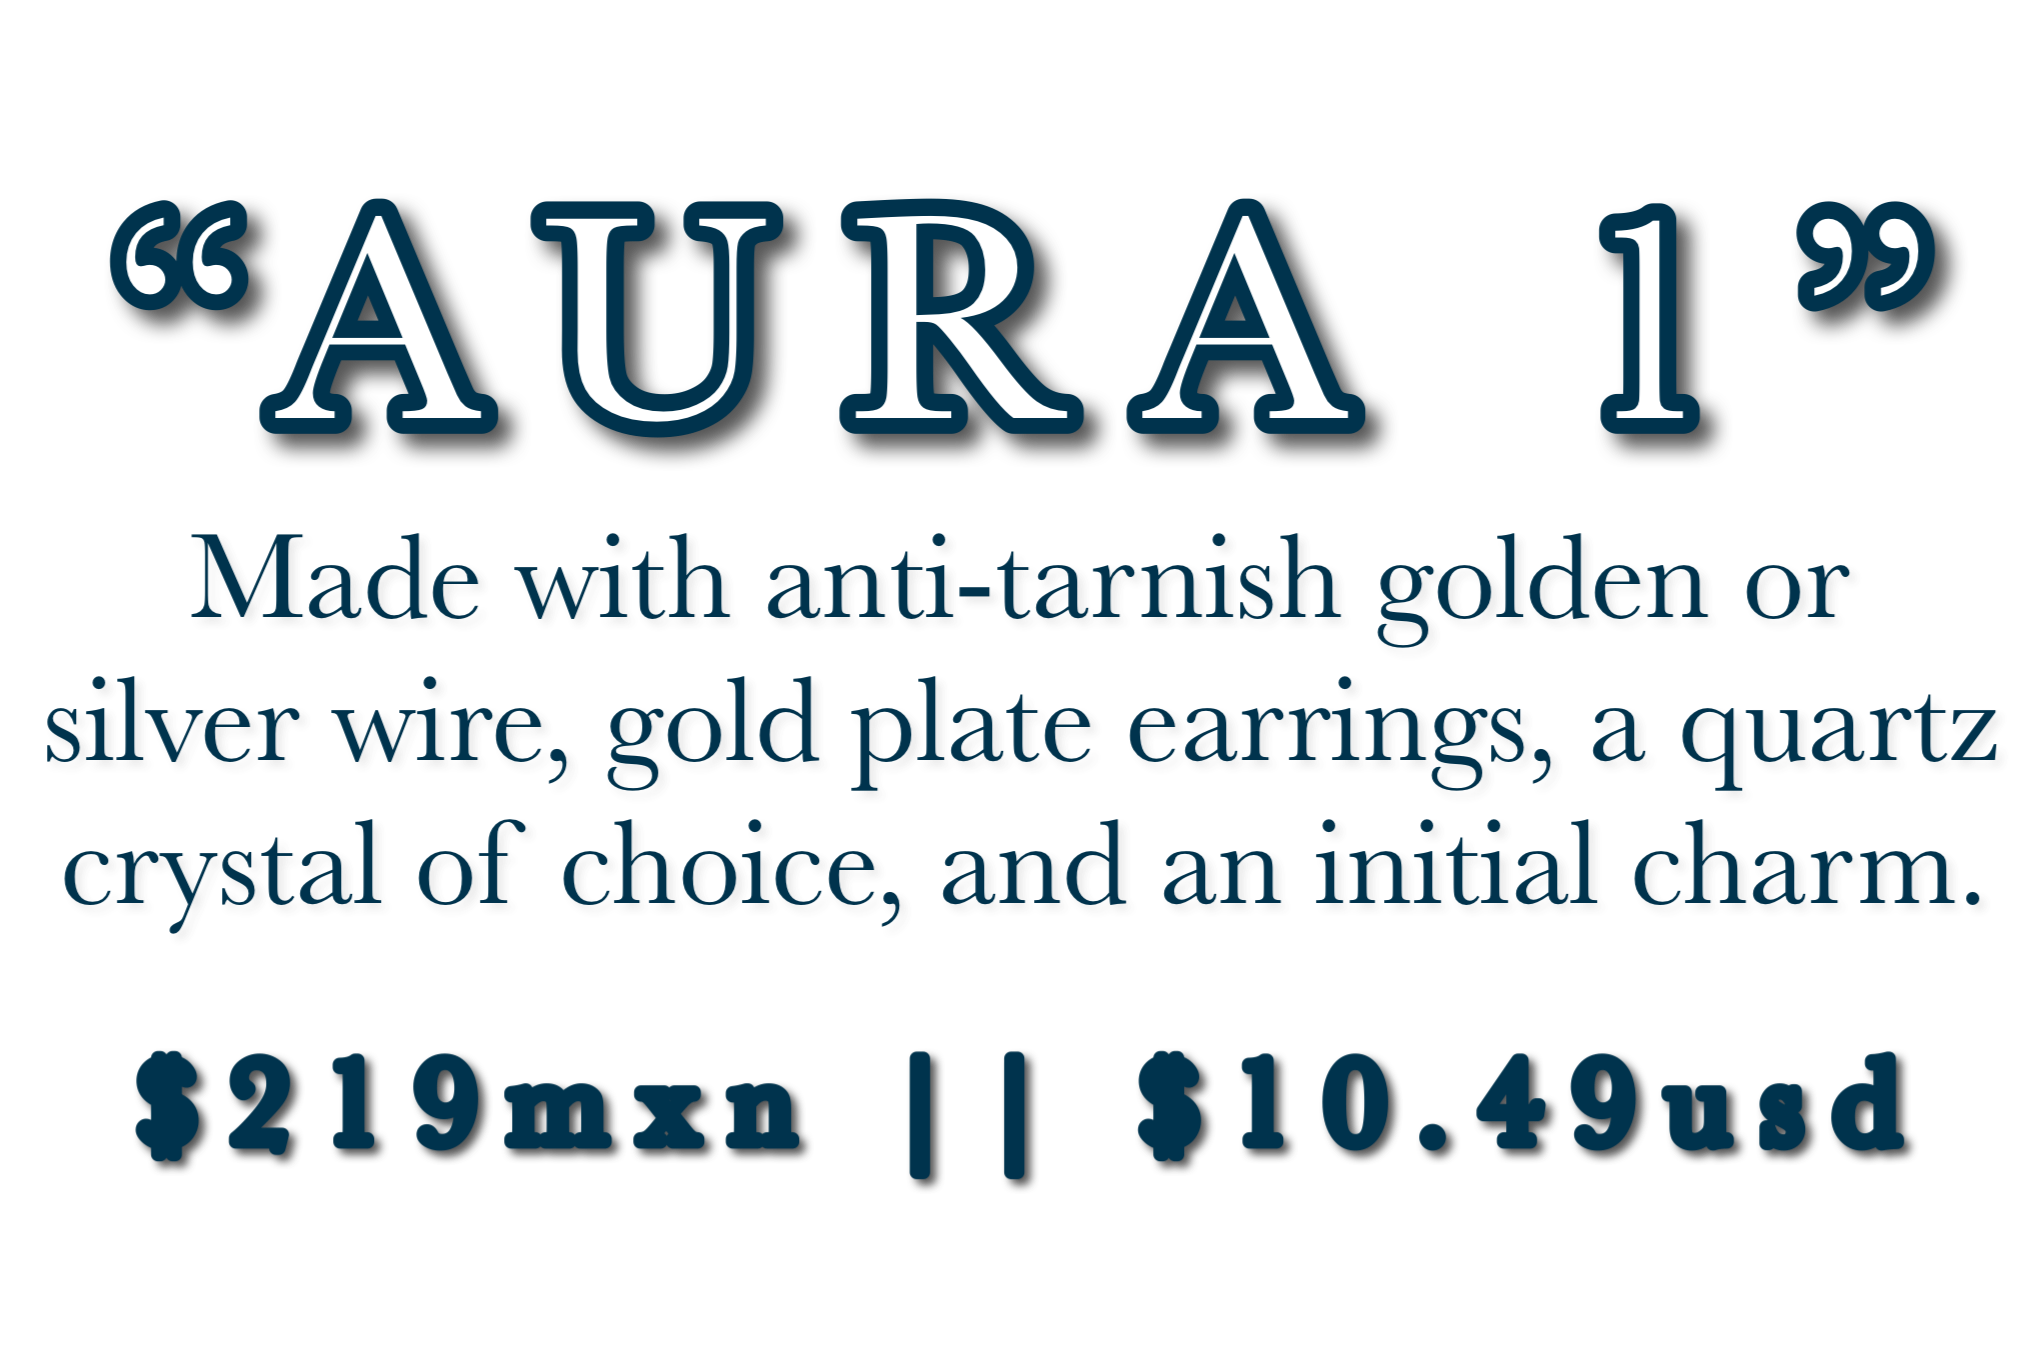 “AURA 1”
Made with anti-tarnish golden or
silver wire, gold plate earrings, a quartz
crystal of choice, and an initial charm.
$219mxn || $10.49usd